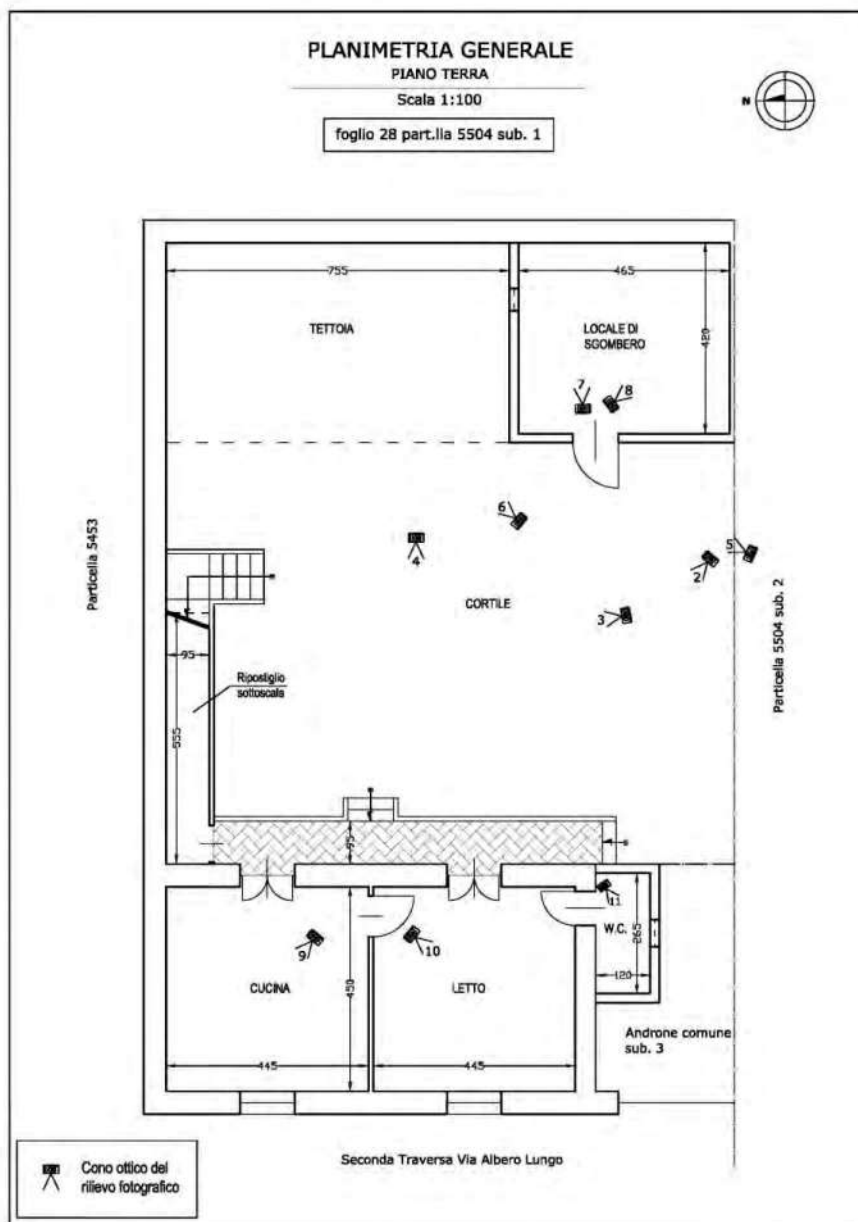 PLANIMETRIA GENERALE
PIANO TERRA
Scala 1:100
foglio 28 part.lla 5504 sub. 1
N
755
465
TETTOIA
LOCALE DI
SGOMBERO
420
7
8
6
4
5
2
3
CORTILE
Particella 5453
Particella 5504 sub. 2
95
Ripostiglio
sottoscala
555
95
11
W.C.
265
120
9
10
CUCINA
450
LETTO
445
445
Androne comune
sub. 3
Seconda Traversa Via Albero Lungo
Cono ottico del
rilievo fotografico